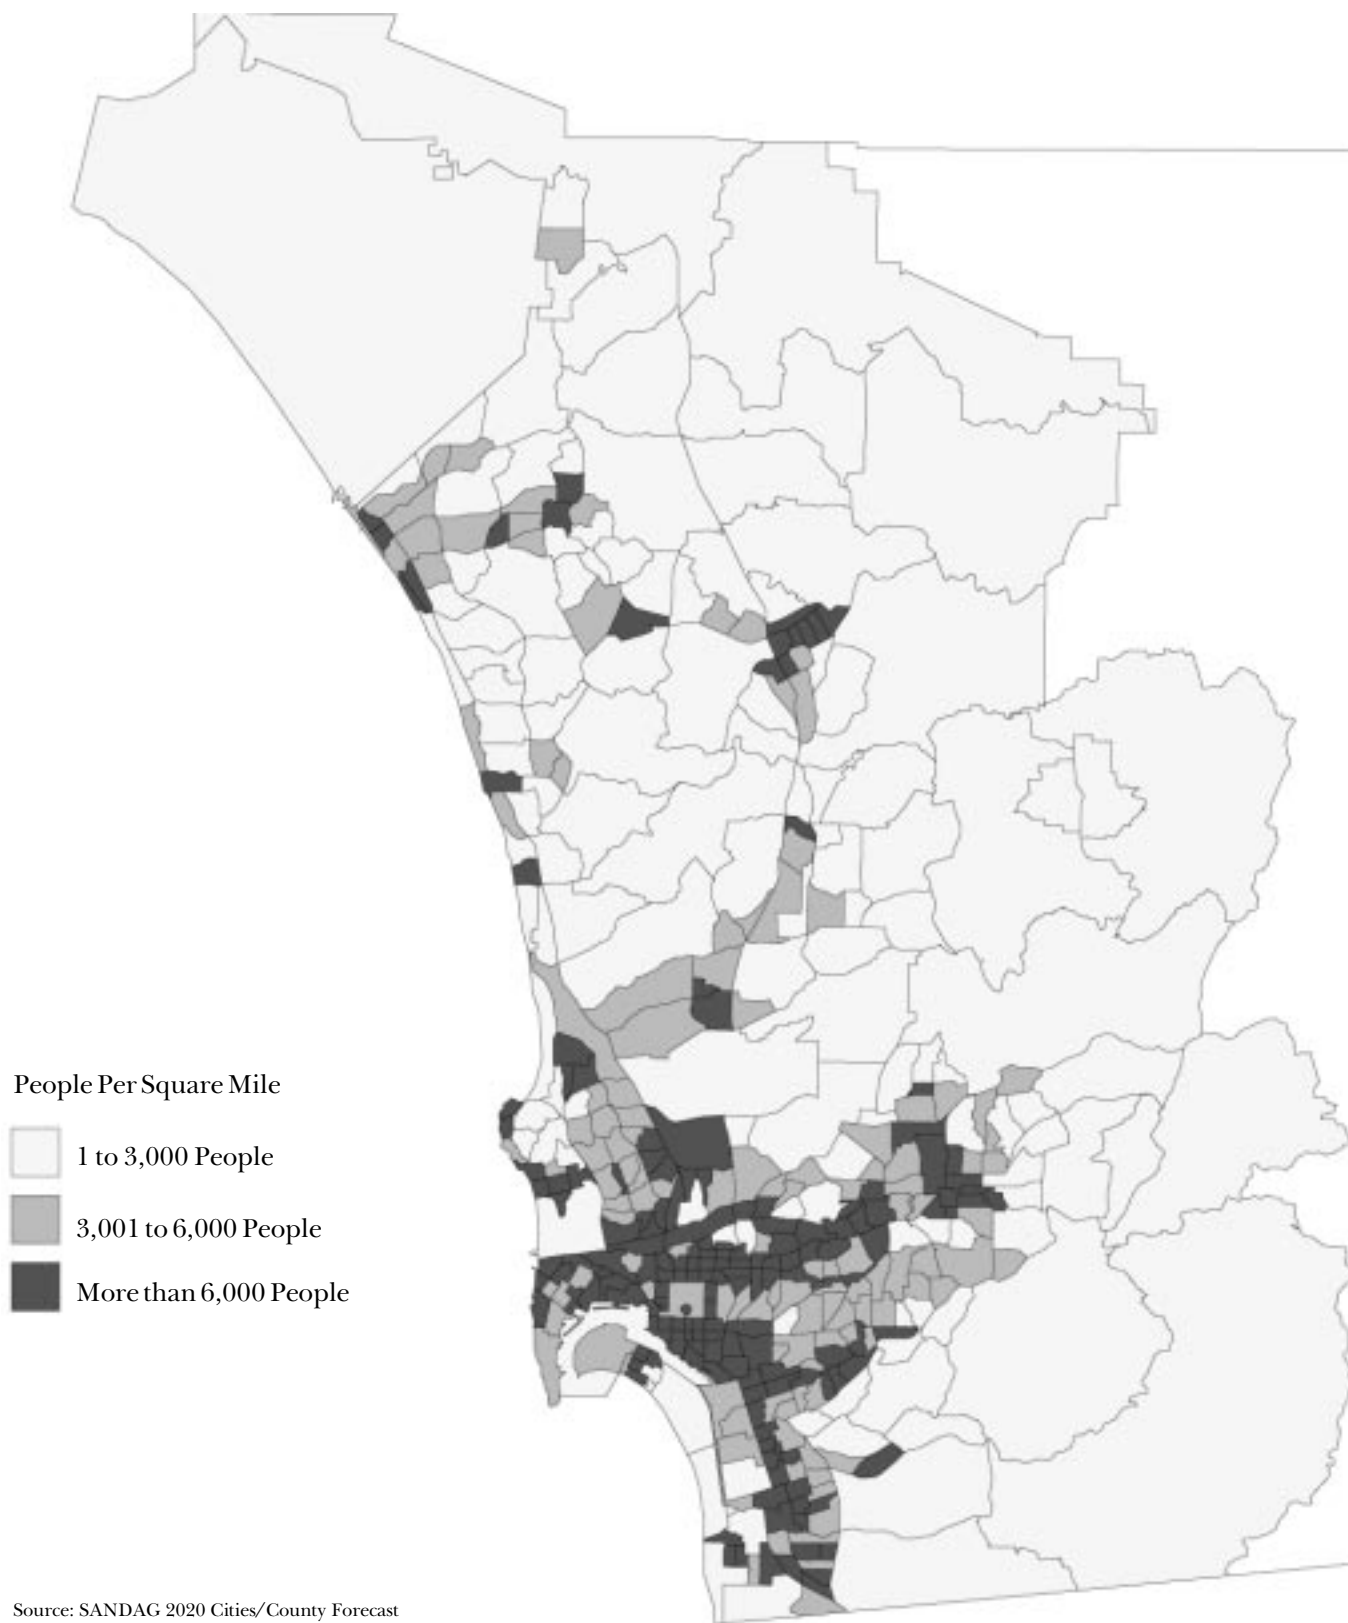 People Per Square Mile
1 to 3,000 People
3,001 to 6,000 People
More than 6,000 People
Source: SANDAG 2020 Cities/County Forecast